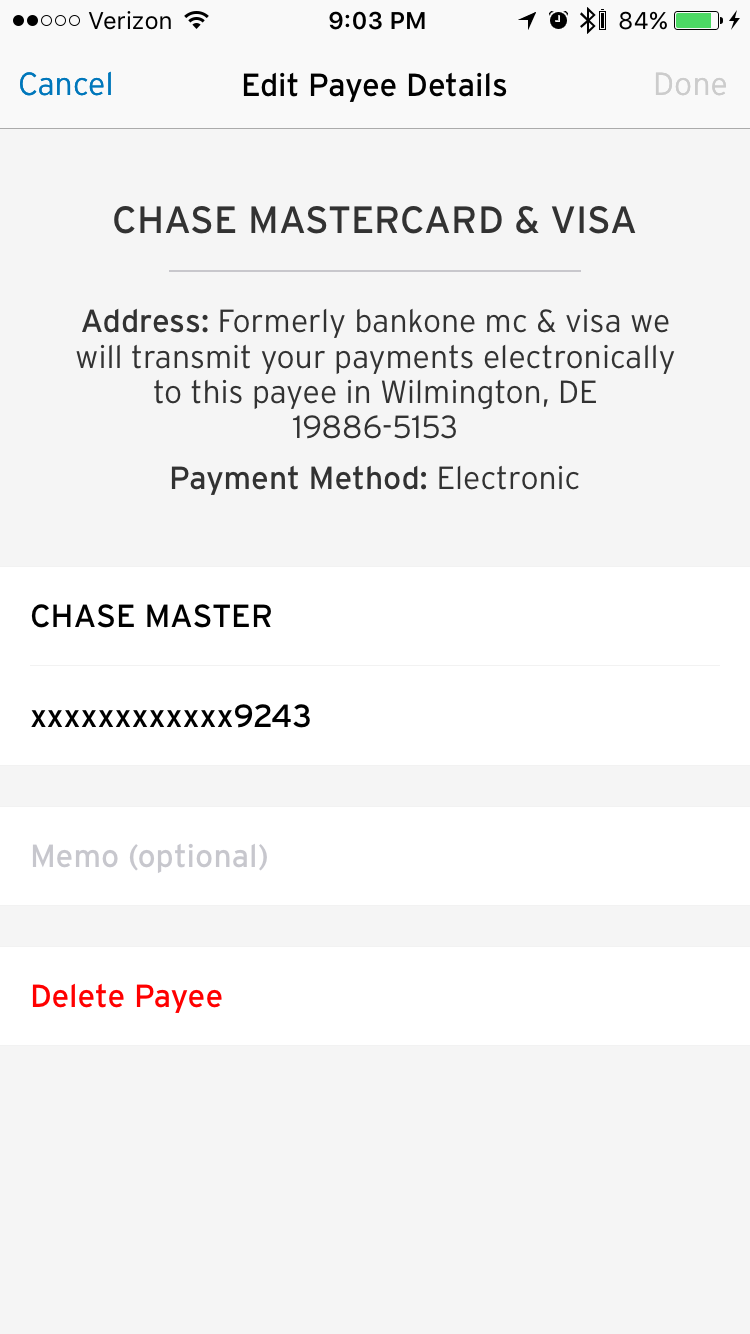 Verizon 9:03 PM 84%
Cancel Edit Payee Details Done
CHASE MASTERCARD & VISA
Address: Formerly bankone mc & visa we
will transmit your payments electronically
to this payee in Wilmington, DE
19886-5153
Payment Method: Electronic
CHASE MASTER
xxxxxxxxxxxx9243
Memo (optional)
Delete Payee